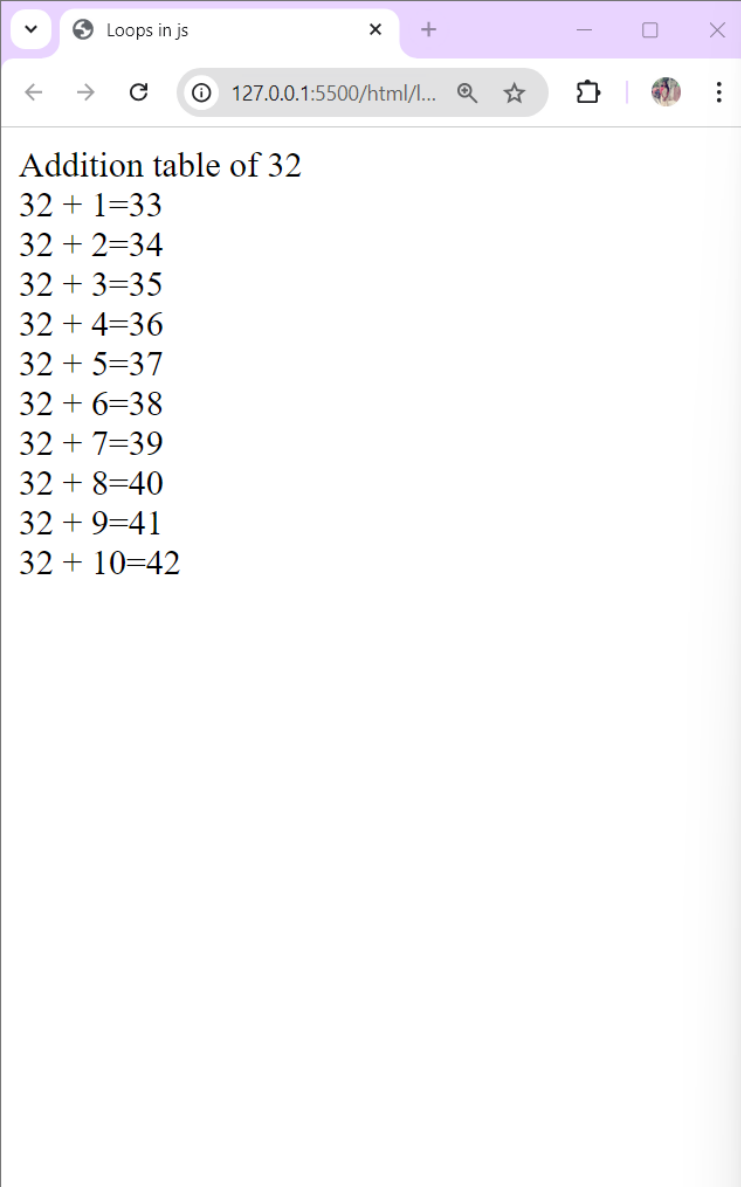 Loops in js
127.0.0.1:5500/html/l...
Addition table of 32
32 + 1=33
32 + 2=34
32 + 3=35
32 + 4=36
32 + 5=37
32 + 6=38
32 + 7=39
32 + 8=40
32 + 9=41
32 + 10=42